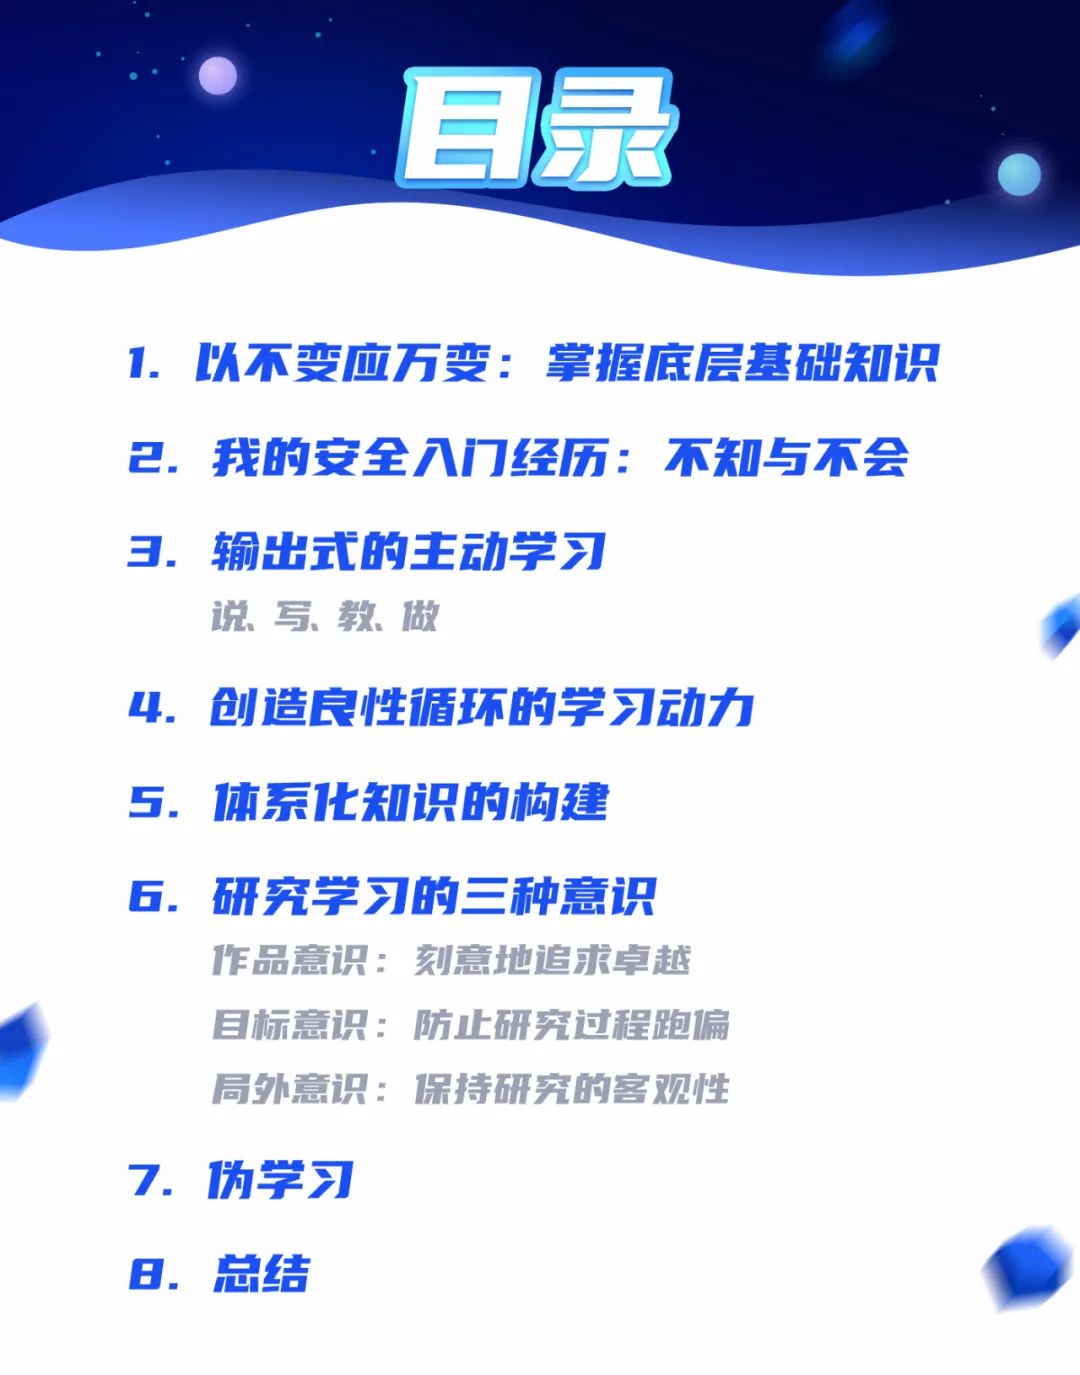 目录
1. 以不变应万变：掌握底层基础知识
2. 我的安全入门经历：不知与不会
3. 输出式的主动学习
说、写、教、做
4. 创造良性循环的学习动力
5. 体系化知识的构建
6. 研究学习的三种意识
作品意识：刻意地追求卓越
目标意识：防止研究过程跑偏
局外意识：保持研究的客观性
7. 伪学习
8. 总结